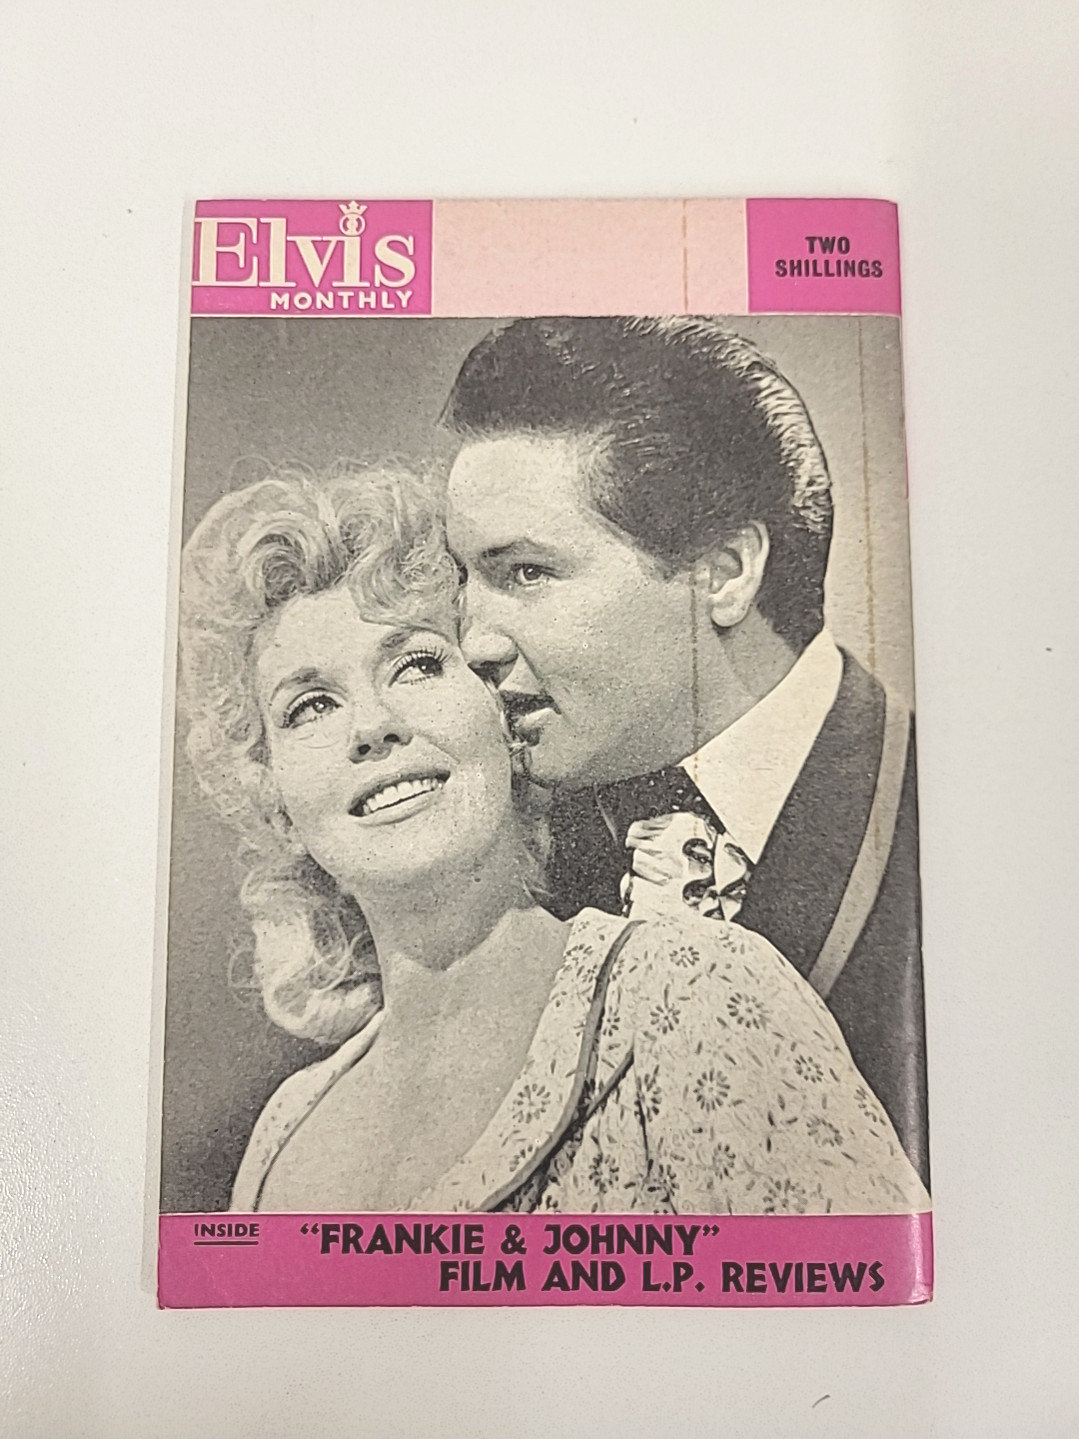 Elvis
MONTHLY
TWO
SHILLINGS
INSIDE "FRANKIE & JOHNNY"
FILM AND L.P. REVIEWS